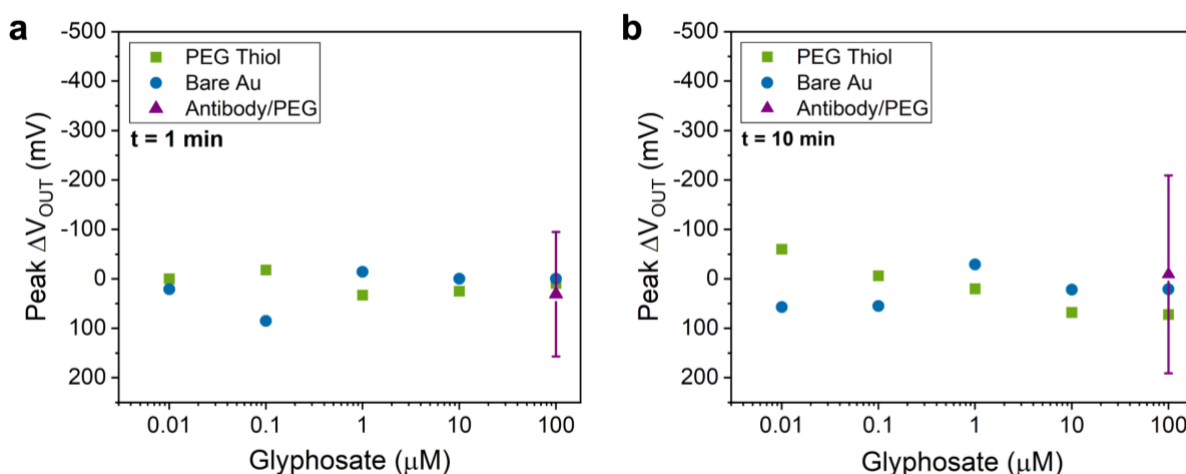 a
-500
-400
-300
-200
-100
0
100
200
Peak ΔV_OUT (mV)
PEG Thiol
Bare Au
Antibody/PEG
t = 1 min
0.01 0.1 1 10 100
Glyphosate (μM)
b
-500
-400
-300
-200
-100
0
100
200
Peak ΔV_OUT (mV)
PEG Thiol
Bare Au
Antibody/PEG
t = 10 min
0.01 0.1 1 10 100
Glyphosate (μM)